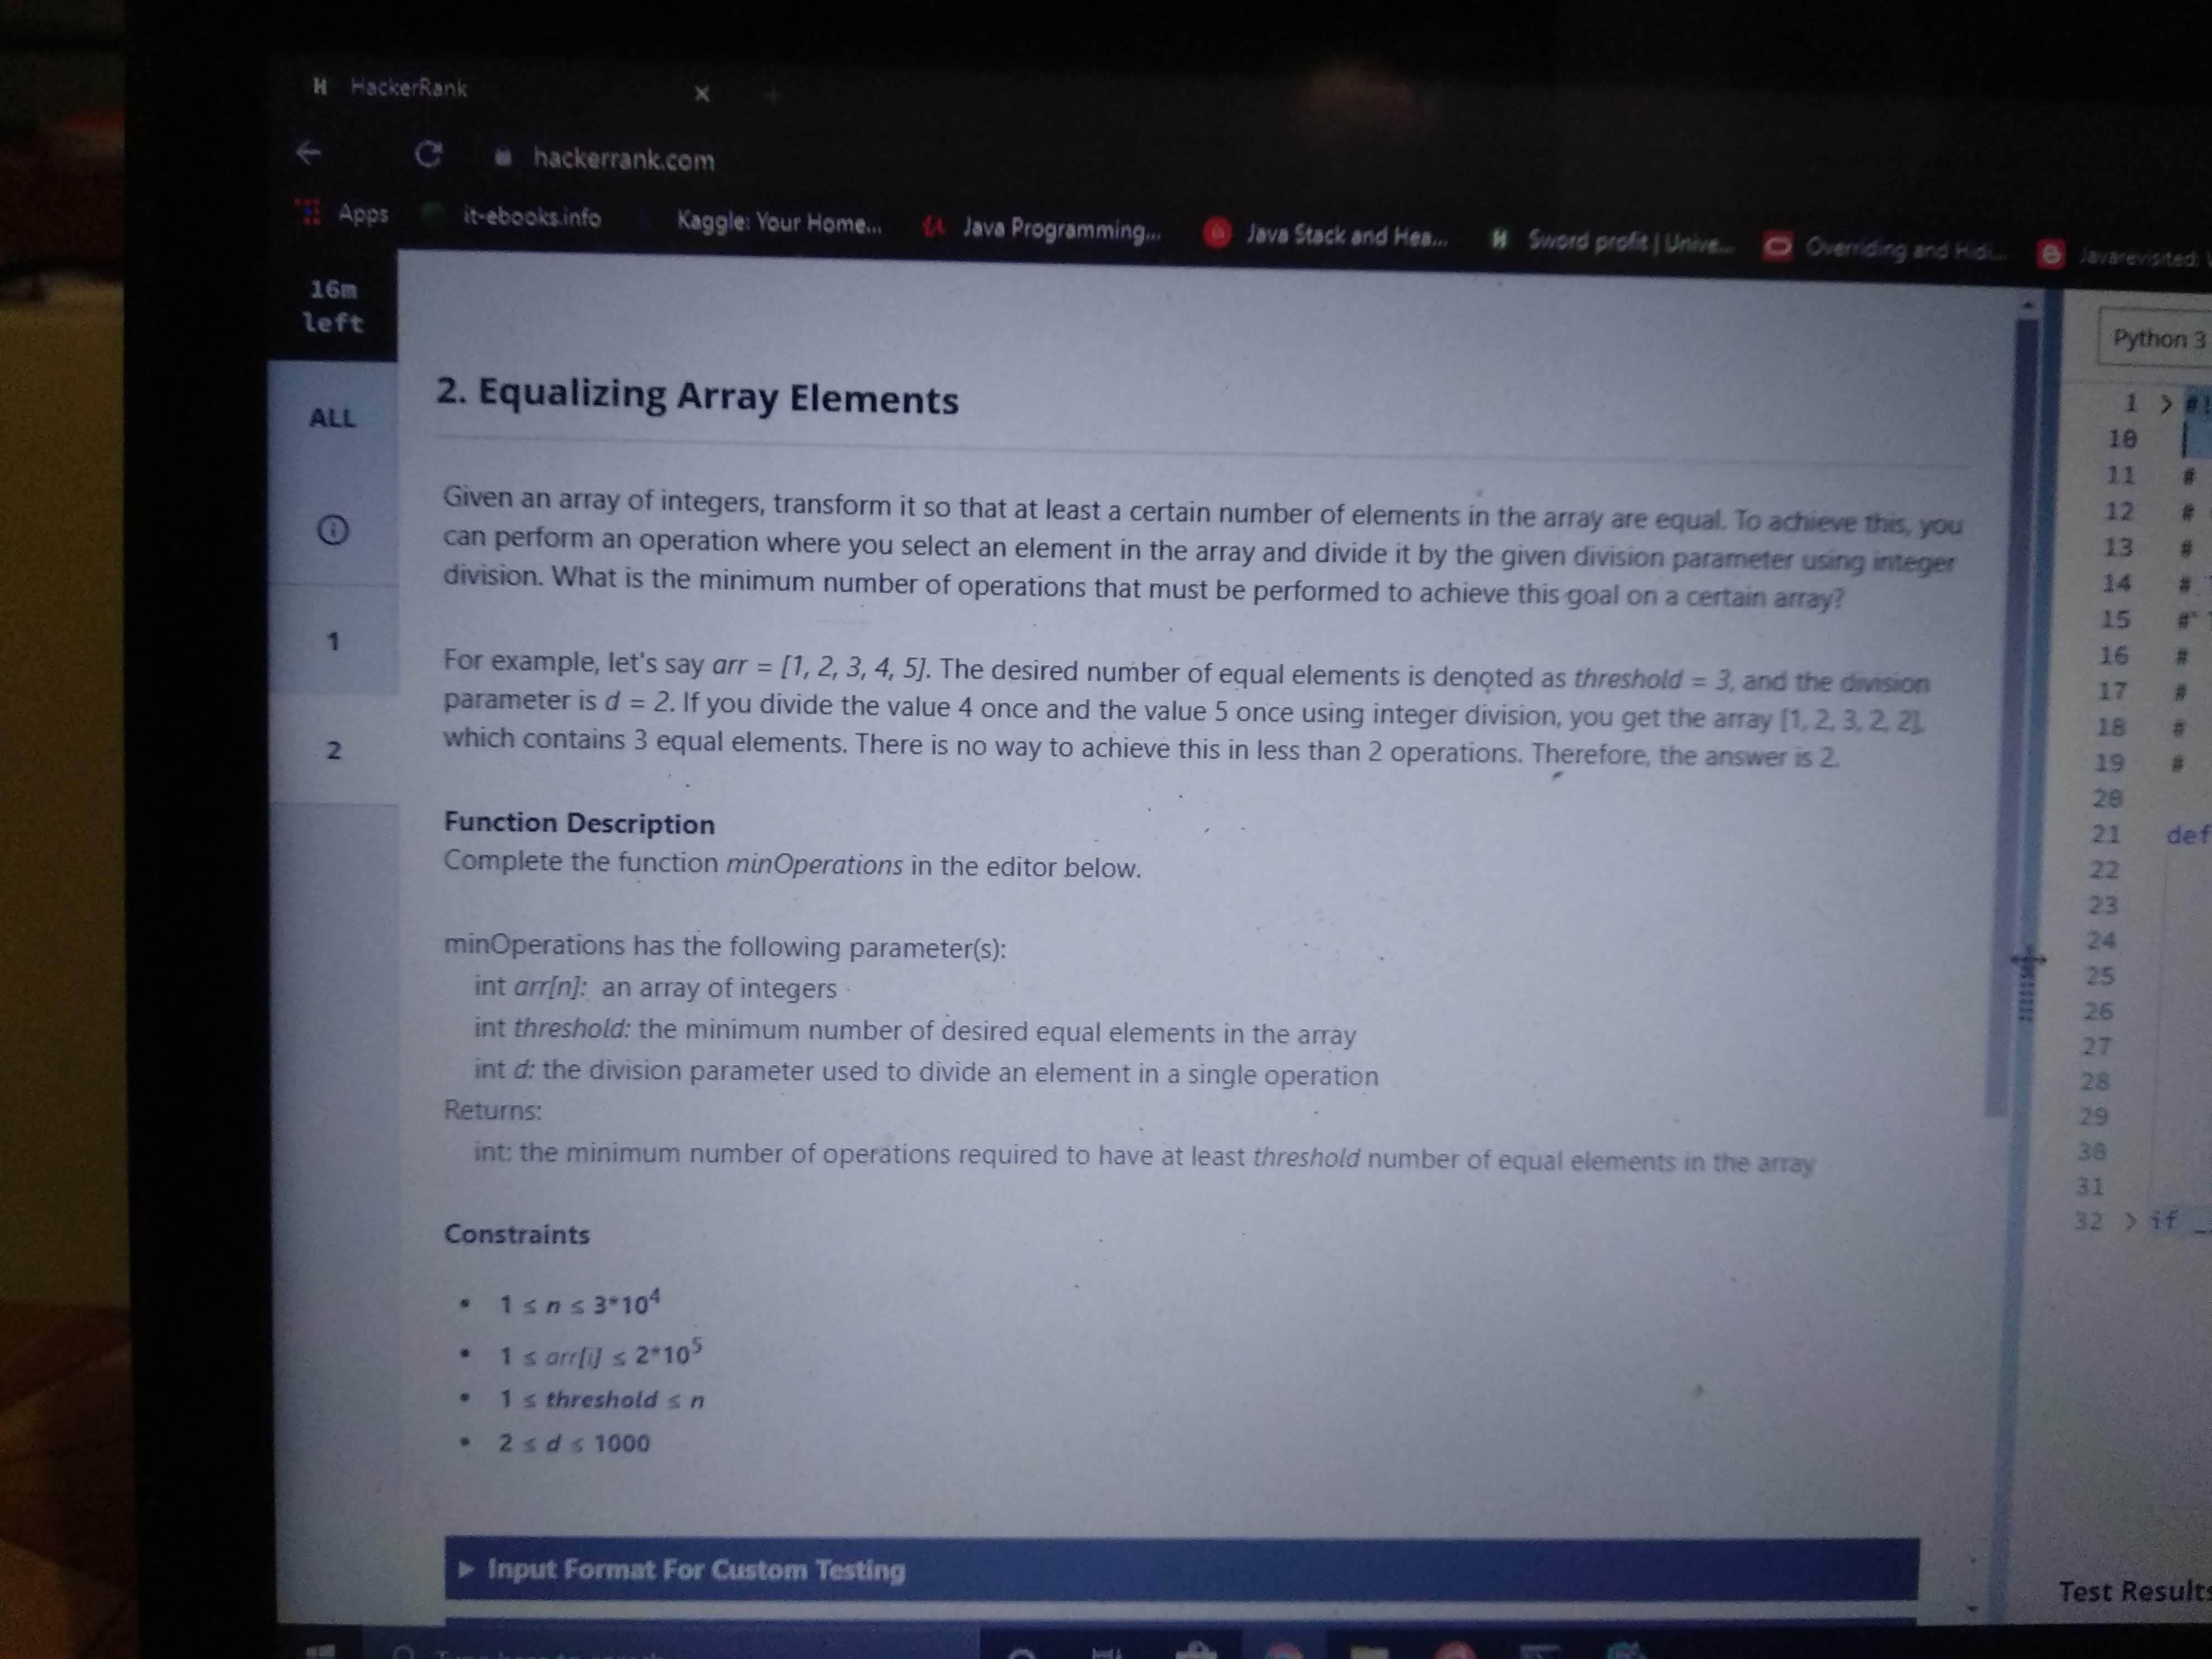 HackerRank
hackerrank.com
Apps it-ebooks.info Kaggle: Your Home... Java Programming... Java Stack and Hea... Sword profit | Unive... Overriding and Hidi... Javarevisited:
16m
left
ALL
1
2
2. Equalizing Array Elements
Given an array of integers, transform it so that at least a certain number of elements in the array are equal. To achieve this, you
can perform an operation where you select an element in the array and divide it by the given division parameter using integer
division. What is the minimum number of operations that must be performed to achieve this goal on a certain array?
For example, let's say arr = [1, 2, 3, 4, 5]. The desired number of equal elements is denoted as threshold = 3, and the division
parameter is d = 2. If you divide the value 4 once and the value 5 once using integer division, you get the array [1, 2, 3, 2, 2],
which contains 3 equal elements. There is no way to achieve this in less than 2 operations. Therefore, the answer is 2.
Function Description
Complete the function minOperations in the editor below.
minOperations has the following parameter(s):
int arr[n]: an array of integers
int threshold: the minimum number of desired equal elements in the array
int d: the division parameter used to divide an element in a single operation
Returns:
int: the minimum number of operations required to have at least threshold number of equal elements in the array
Constraints
• 1 ≤ n ≤ 3*10⁴
• 1 ≤ arr[i] ≤ 2*10⁵
• 1 ≤ threshold ≤ n
• 2 ≤ d ≤ 1000
Input Format For Custom Testing
Python 3
1 > #!
10
11 #
12 #
13 #
14 #
15 #
16 #
17 #
18 #
19 #
20
21 def
22
23
24
25
26
27
28
29
30
31
32 > if _
Test Results